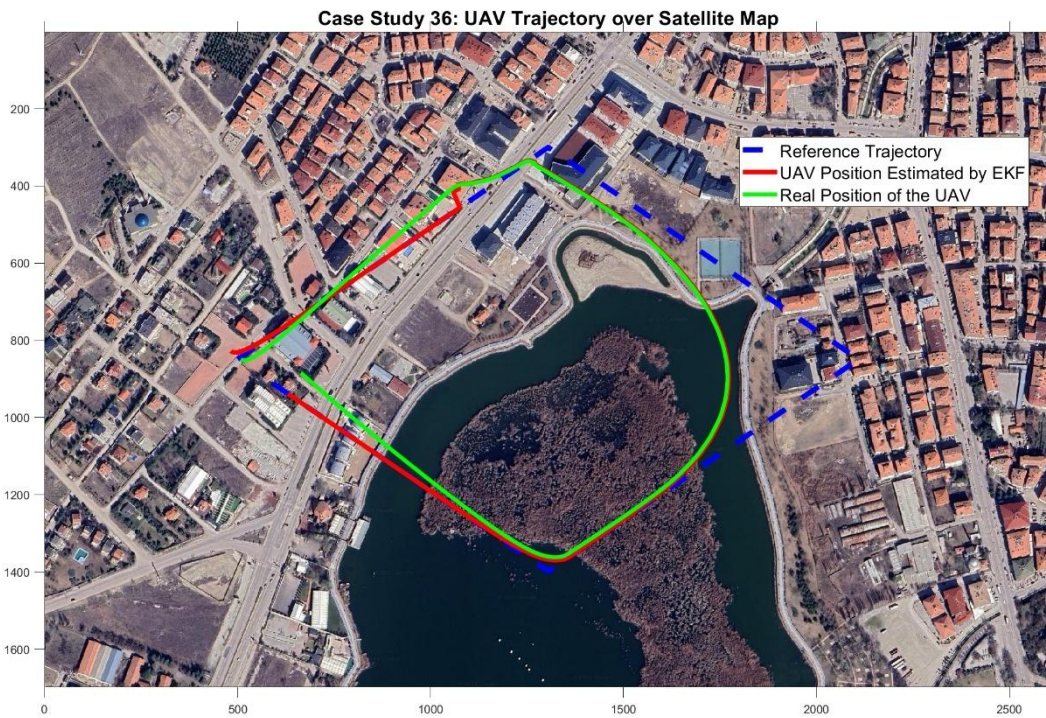 Case Study 36: UAV Trajectory over Satellite Map
Reference Trajectory
UAV Position Estimated by EKF
Real Position of the UAV
200
400
600
800
1000
1200
1400
1600
0 500 1000 1500 2000 2500